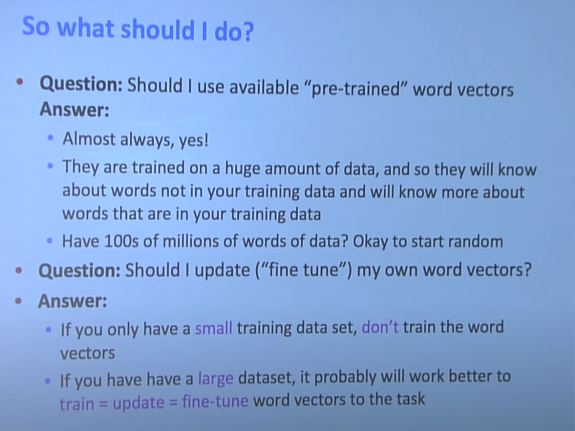 So what should I do?
• Question: Should I use available “pre-trained” word vectors
Answer:
• Almost always, yes!
• They are trained on a huge amount of data, and so they will know
about words not in your training data and will know more about
words that are in your training data
• Have 100s of millions of words of data? Okay to start random
• Question: Should I update (“fine tune”) my own word vectors?
• Answer:
• If you only have a small training data set, don’t train the word
vectors
• If you have have a large dataset, it probably will work better to
train = update = fine-tune word vectors to the task